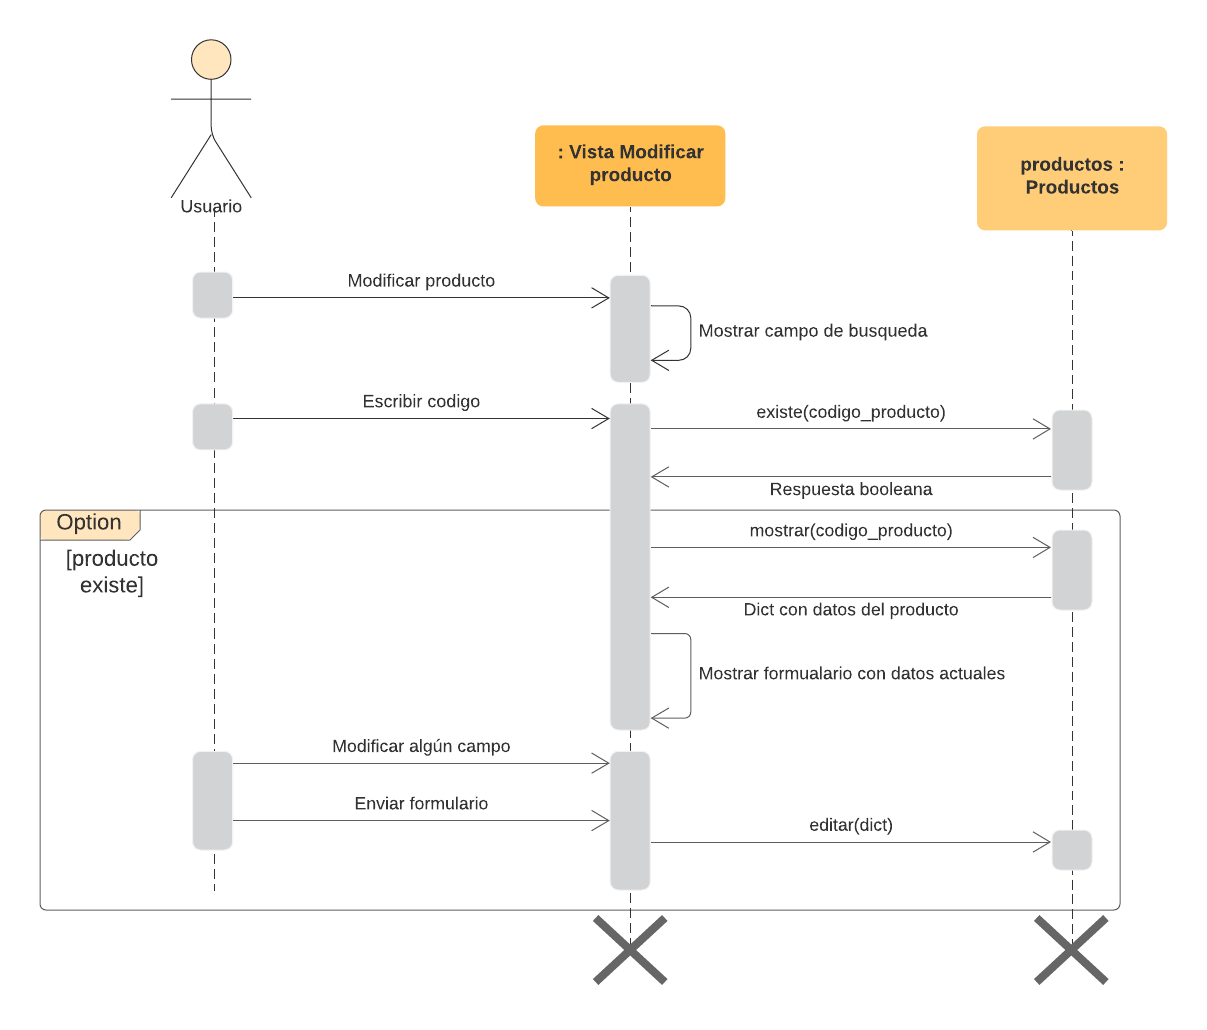 Usuario
: Vista Modificar
producto
productos :
Productos
Modificar producto
Mostrar campo de busqueda
Escribir codigo
existe(codigo_producto)
Respuesta booleana
Option
[producto
existe]
mostrar(codigo_producto)
Dict con datos del producto
Mostrar formualario con datos actuales
Modificar algún campo
Enviar formulario
editar(dict)